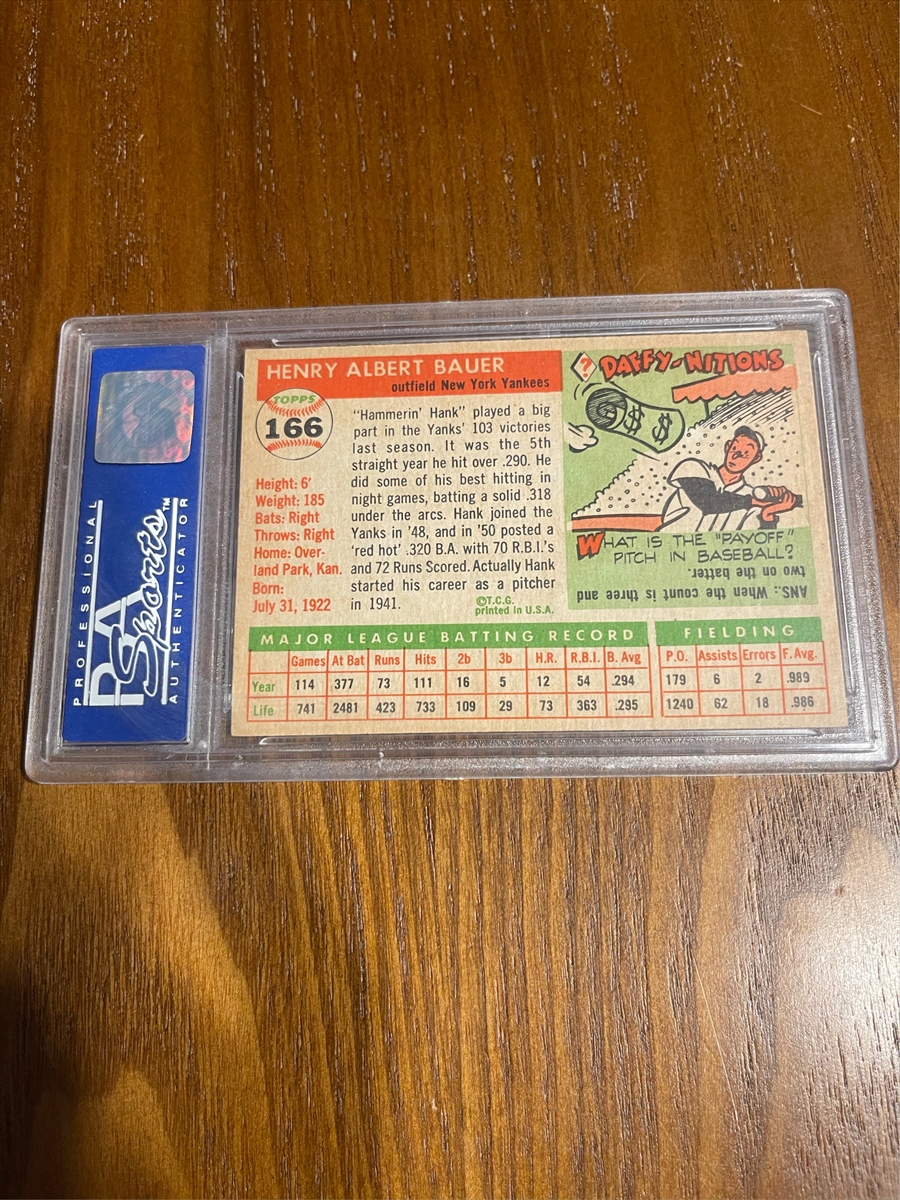 PROFESSIONAL
PSA Sports™
AUTHENTICATOR
HENRY ALBERT BAUER
outfield New York Yankees
TOPPS
166
Height: 6'
Weight: 185
Bats: Right
Throws: Right
Home: Over-
land Park, Kan.
Born:
July 31, 1922
"Hammerin' Hank" played a big
part in the Yanks' 103 victories
last season. It was the 5th
straight year he hit over .290. He
did some of his best hitting in
night games, batting a solid .318
under the arcs. Hank joined the
Yanks in '48, and in '50 posted a
'red hot' .320 B.A. with 70 R.B.I.'s
and 72 Runs Scored. Actually Hank
started his career as a pitcher
in 1941.
©T.C.G.
printed in U.S.A.
? DAFFY-NITIONS
$ $
WHAT IS THE "PAYOFF"
PITCH IN BASEBALL?
ANS.: When the count is three and
two on the batter.
MAJOR LEAGUE BATTING RECORD FIELDING
Games At Bat Runs Hits 2b 3b H.R. R.B.I. B. Avg P.O. Assists Errors F. Avg.
Year 114 377 73 111 16 5 12 54 .294 179 6 2 .989
Life 741 2481 423 733 109 29 73 363 .295 1240 62 18 .986